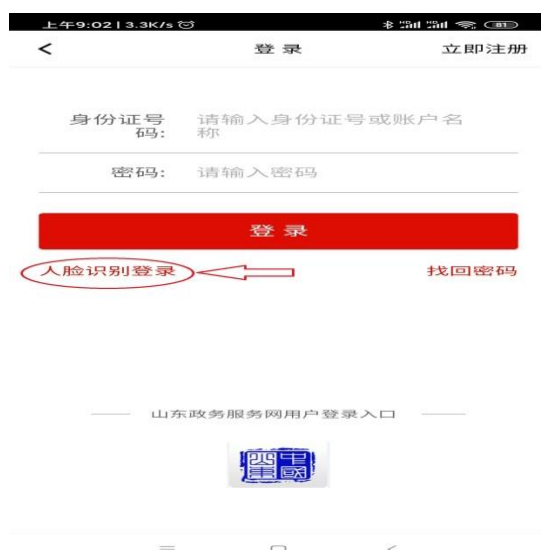 上午9:02 | 3.3K/s
81
登 录
立即注册
身份证号
码:
请输入身份证号或账户名
称
密码:
请输入密码
登 录
人脸识别登录
找回密码
山东政务服务网用户登录入口